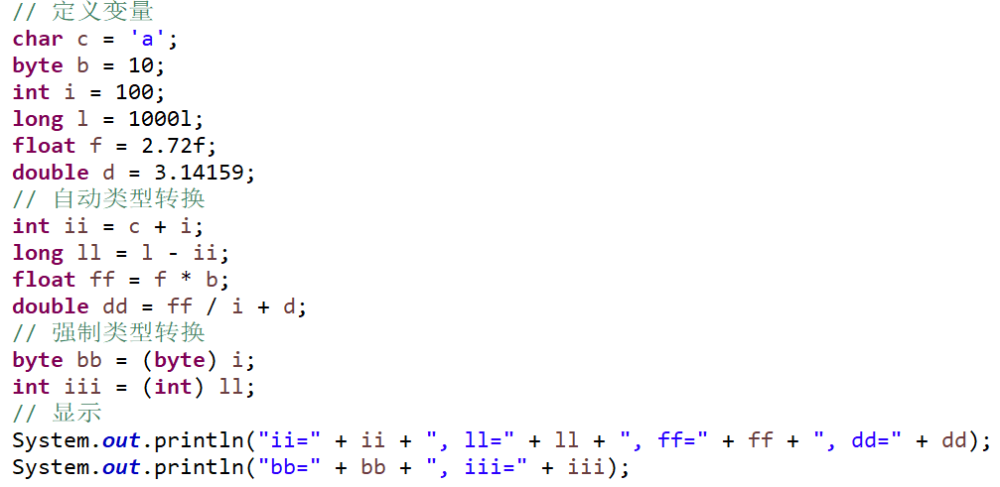 // 定义变量
char c = 'a';
byte b = 10;
int i = 100;
long l = 1000l;
float f = 2.72f;
double d = 3.14159;
// 自动类型转换
int ii = c + i;
long ll = l - ii;
float ff = f * b;
double dd = ff / i + d;
// 强制类型转换
byte bb = (byte) i;
int iii = (int) ll;
// 显示
System.out.println("ii=" + ii + ", ll=" + ll + ", ff=" + ff + ", dd=" + dd);
System.out.println("bb=" + bb + ", iii=" + iii);